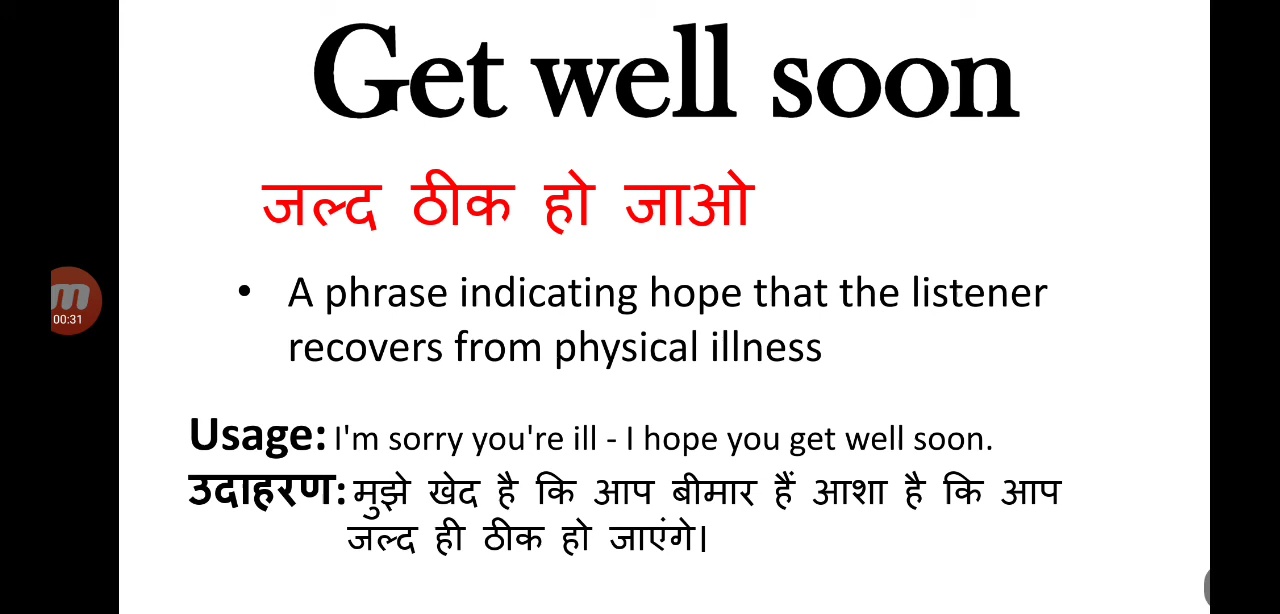 Get well soon
जल्द ठीक हो जाओ
• A phrase indicating hope that the listener
recovers from physical illness
00:31
Usage: I'm sorry you're ill - I hope you get well soon.
उदाहरण: मुझे खेद है कि आप बीमार हैं आशा है कि आप
जल्द ही ठीक हो जाएंगे।